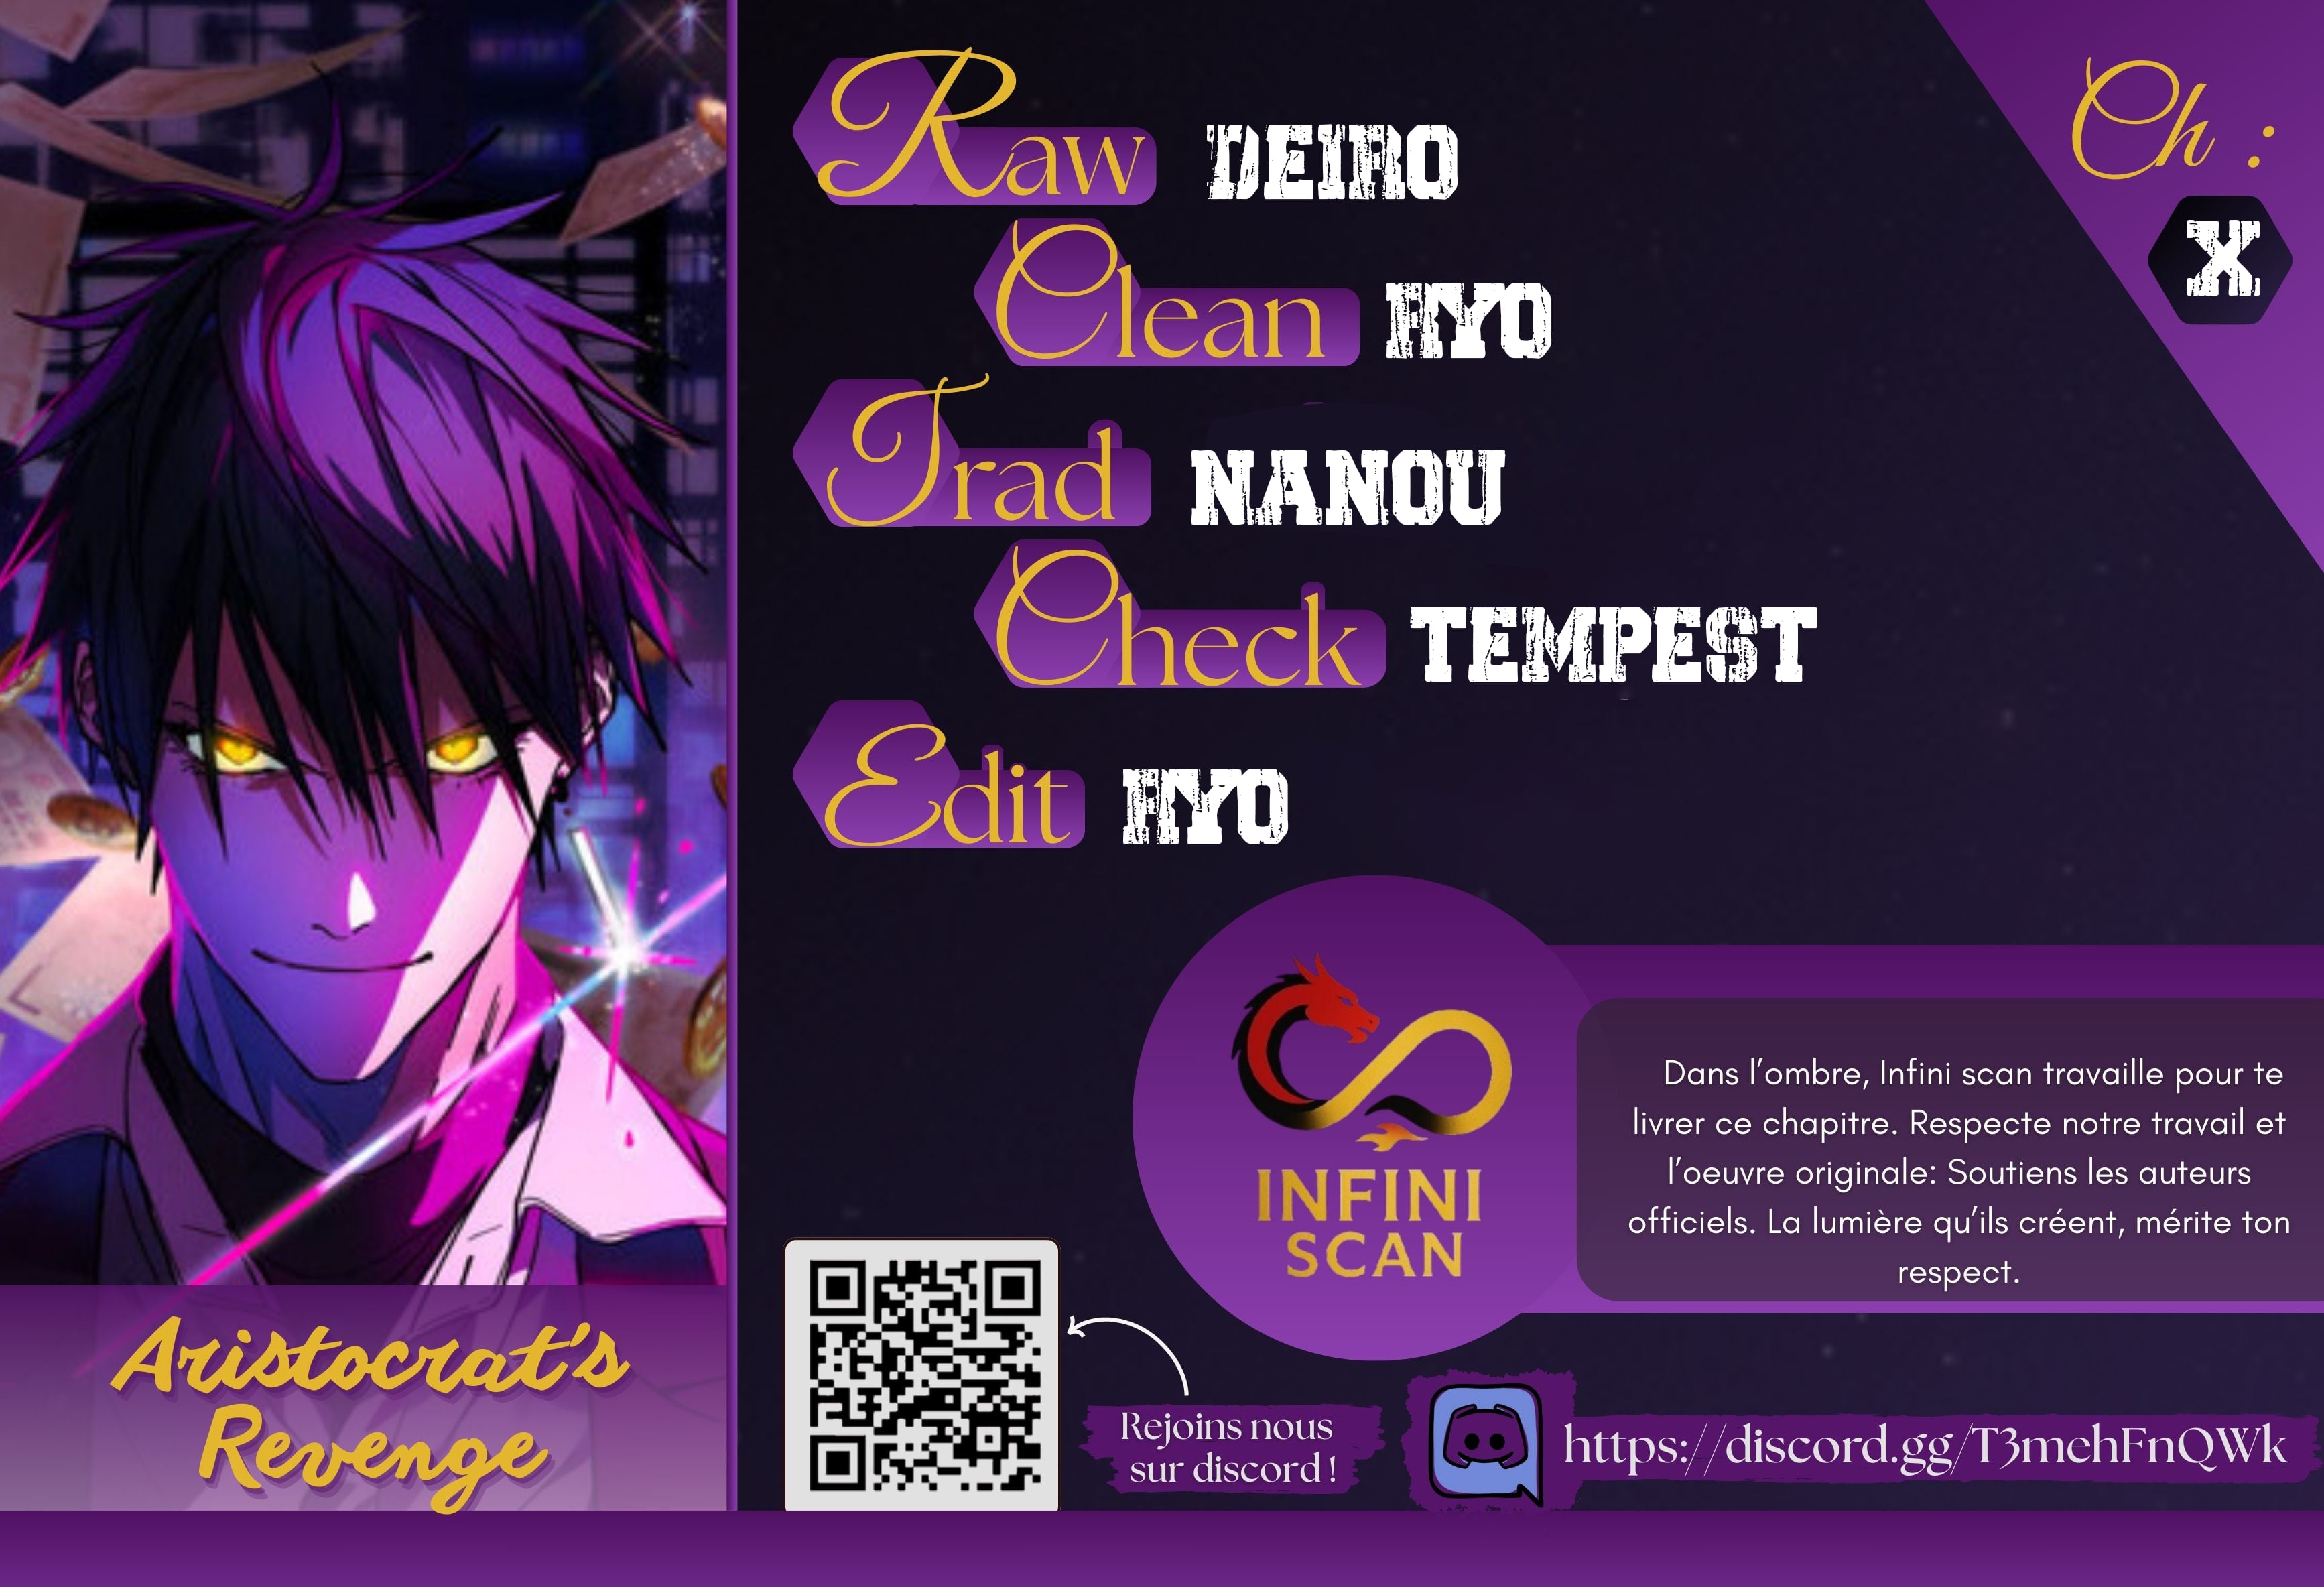 Raw DEIRO
Ch :
X
Clean RYO
Trad NANOU
Check TEMPEST
Edit RYO
INFINI
SCAN
Dans l'ombre, Infini scan travaille pour te
livrer ce chapitre. Respecte notre travail et
l'oeuvre originale: Soutiens les auteurs
officiels. La lumière qu'ils créent, mérite ton
respect.
Aristocrat's
Revenge
Rejoins nous
sur discord !
https://discord.gg/T3mehFnQWk